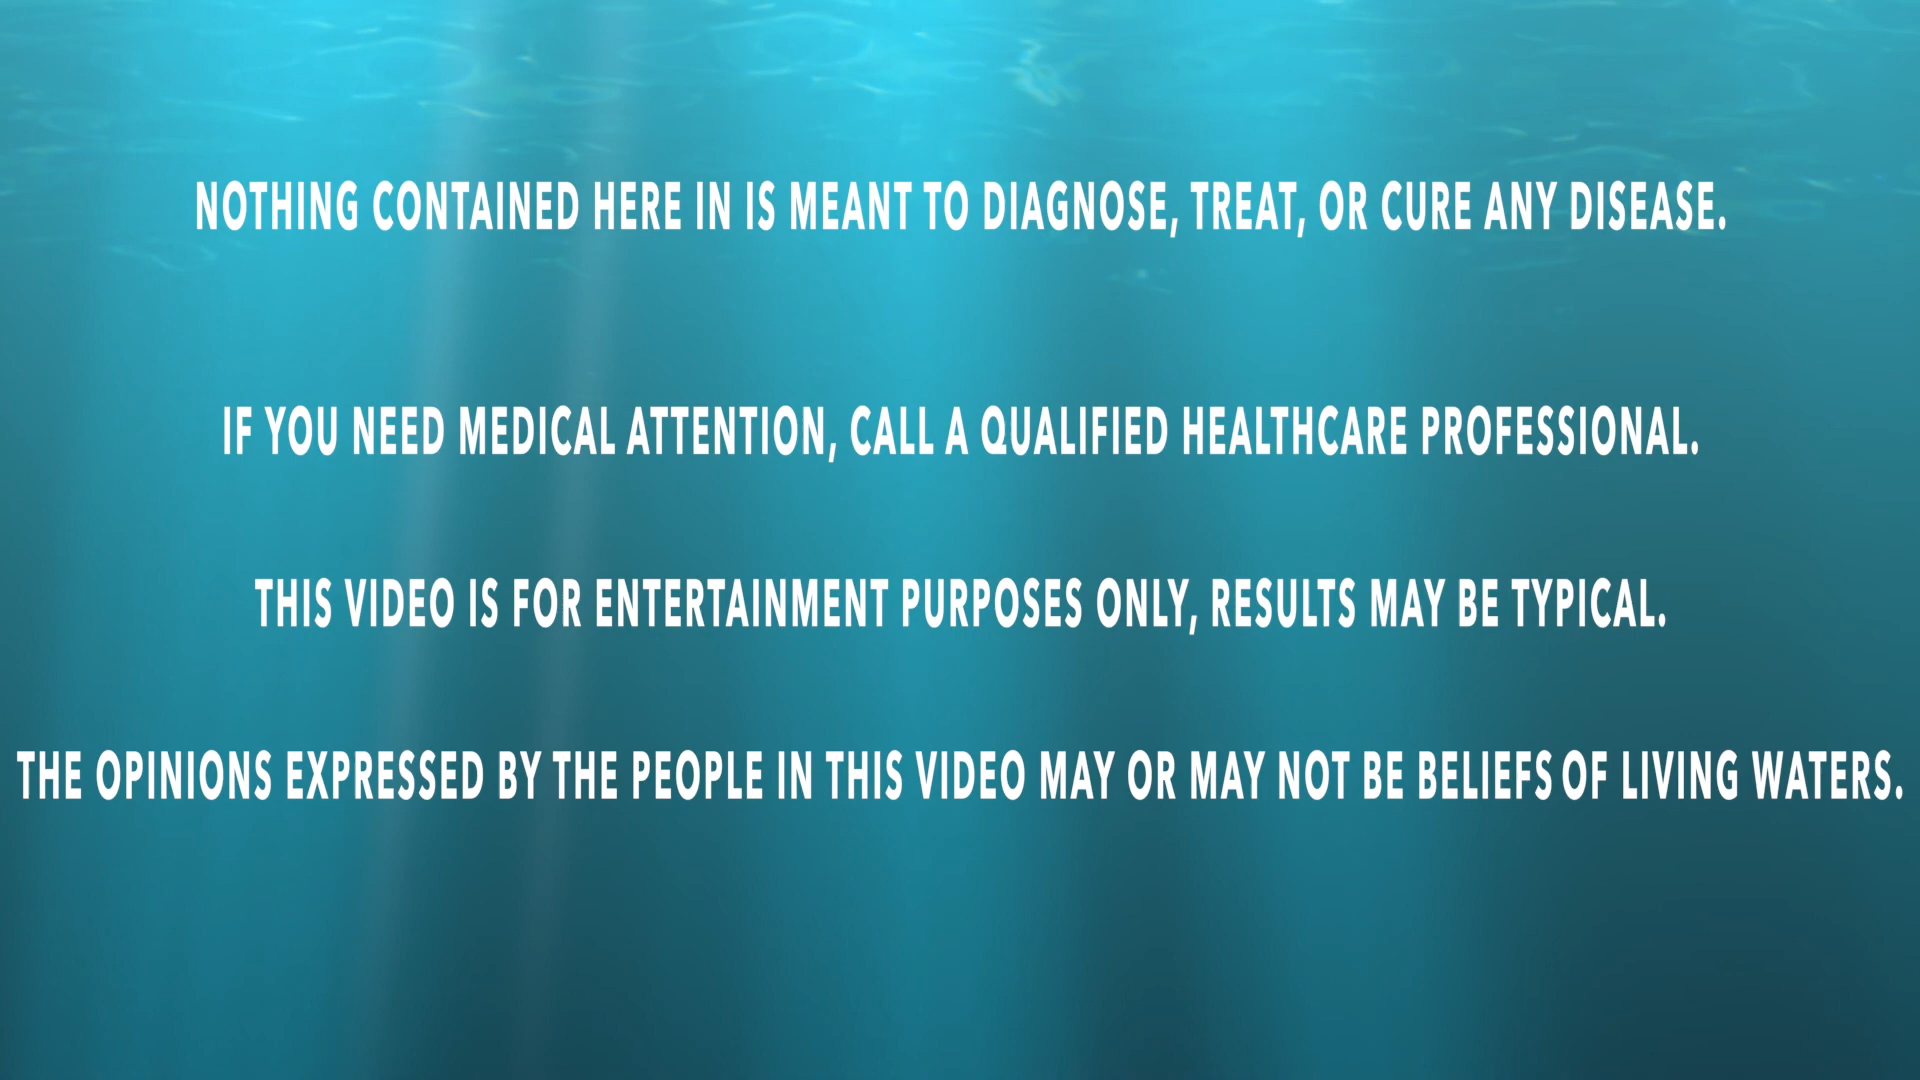 NOTHING CONTAINED HERE IN IS MEANT TO DIAGNOSE, TREAT, OR CURE ANY DISEASE.
IF YOU NEED MEDICAL ATTENTION, CALL A QUALIFIED HEALTHCARE PROFESSIONAL.
THIS VIDEO IS FOR ENTERTAINMENT PURPOSES ONLY, RESULTS MAY BE TYPICAL.
THE OPINIONS EXPRESSED BY THE PEOPLE IN THIS VIDEO MAY OR MAY NOT BE BELIEFS OF LIVING WATERS.